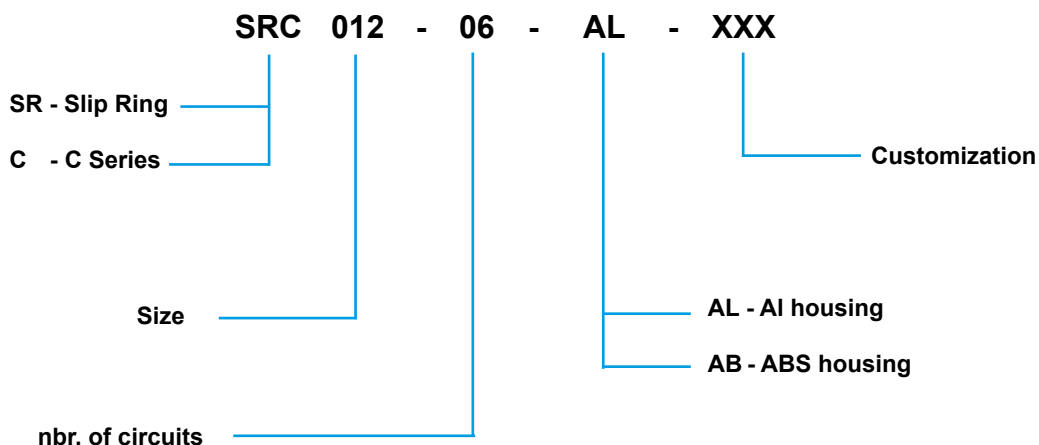 SRC 012 - 06 - AL - XXX
SR - Slip Ring
C - C Series
Customization
Size
AL - Al housing
AB - ABS housing
nbr. of circuits